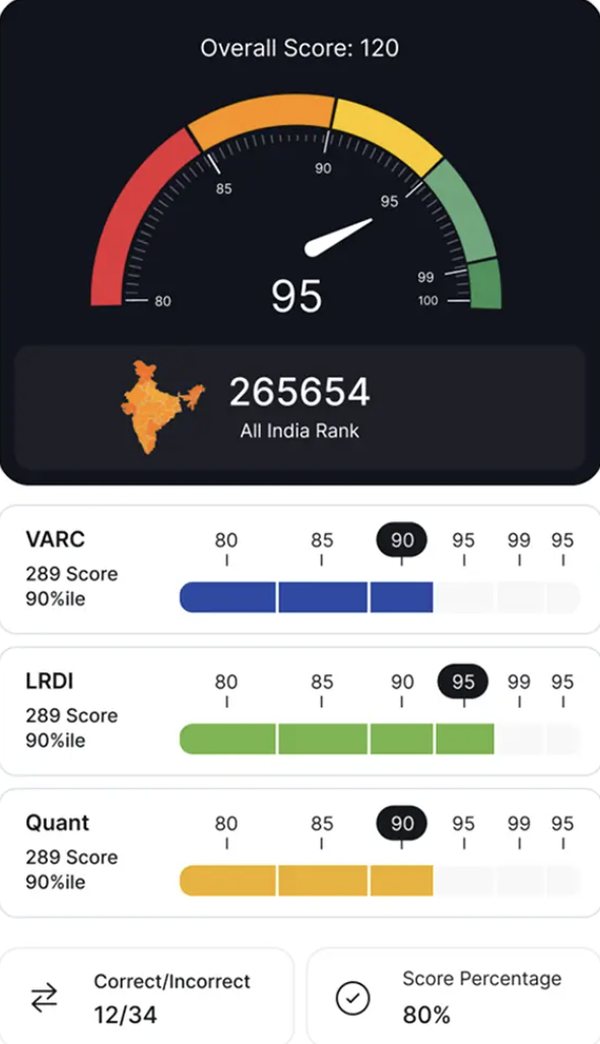 Overall Score: 120
90
85
95
80
95
99
100
265654
All India Rank
VARC
80 85 90 95 99 95
289 Score
90%ile
LRDI
80 85 90 95 99 95
289 Score
90%ile
Quant
80 85 90 95 99 95
289 Score
90%ile
Correct/Incorrect
12/34
Score Percentage
80%